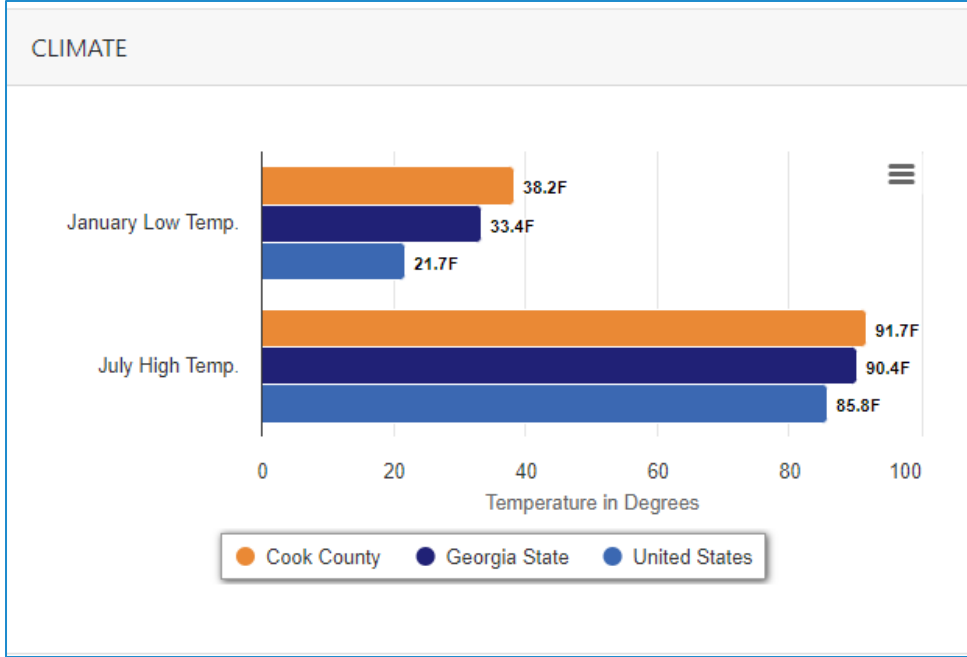 CLIMATE
January Low Temp.
38.2F
33.4F
21.7F
July High Temp.
91.7F
90.4F
85.8F
0 20 40 60 80 100
Temperature in Degrees
Cook County Georgia State United States